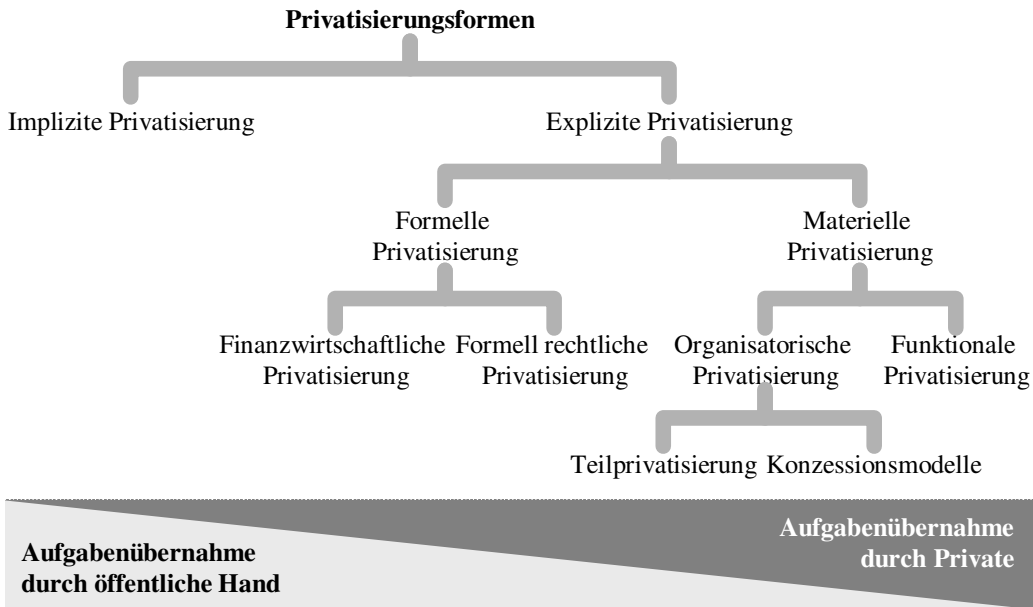 Privatisierungsformen
Implizite Privatisierung
Explizite Privatisierung
Formelle
Privatisierung
Materielle
Privatisierung
Finanzwirtschaftliche
Privatisierung
Formell rechtliche
Privatisierung
Organisatorische
Privatisierung
Funktionale
Privatisierung
Teilprivatisierung
Konzessionsmodelle
Aufgabenübernahme
durch öffentliche Hand
Aufgabenübernahme
durch Private